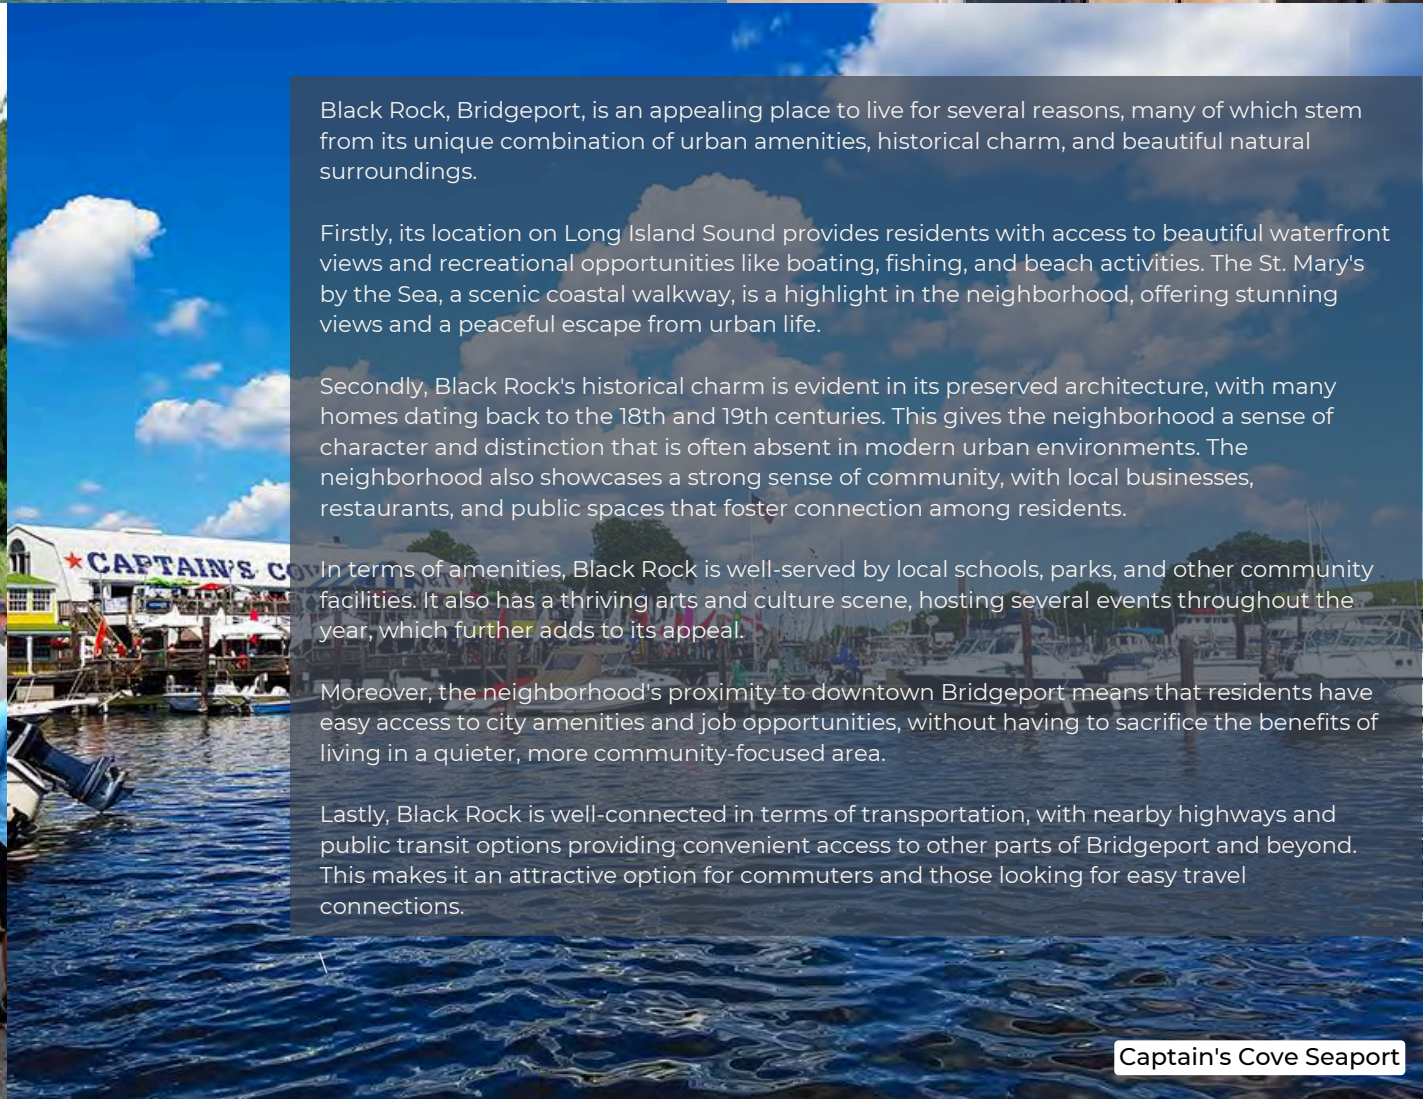 Black Rock, Bridgeport, is an appealing place to live for several reasons, many of which stem
from its unique combination of urban amenities, historical charm, and beautiful natural
surroundings.
Firstly, its location on Long Island Sound provides residents with access to beautiful waterfront
views and recreational opportunities like boating, fishing, and beach activities. The St. Mary's
by the Sea, a scenic coastal walkway, is a highlight in the neighborhood, offering stunning
views and a peaceful escape from urban life.
Secondly, Black Rock's historical charm is evident in its preserved architecture, with many
homes dating back to the 18th and 19th centuries. This gives the neighborhood a sense of
character and distinction that is often absent in modern urban environments. The
neighborhood also showcases a strong sense of community, with local businesses,
restaurants, and public spaces that foster connection among residents.
★CAPTAIN'S COVE
In terms of amenities, Black Rock is well-served by local schools, parks, and other community
facilities. It also has a thriving arts and culture scene, hosting several events throughout the
year, which further adds to its appeal.
Moreover, the neighborhood's proximity to downtown Bridgeport means that residents have
easy access to city amenities and job opportunities, without having to sacrifice the benefits of
living in a quieter, more community-focused area.
Lastly, Black Rock is well-connected in terms of transportation, with nearby highways and
public transit options providing convenient access to other parts of Bridgeport and beyond.
This makes it an attractive option for commuters and those looking for easy travel
connections.
\
Captain's Cove Seaport